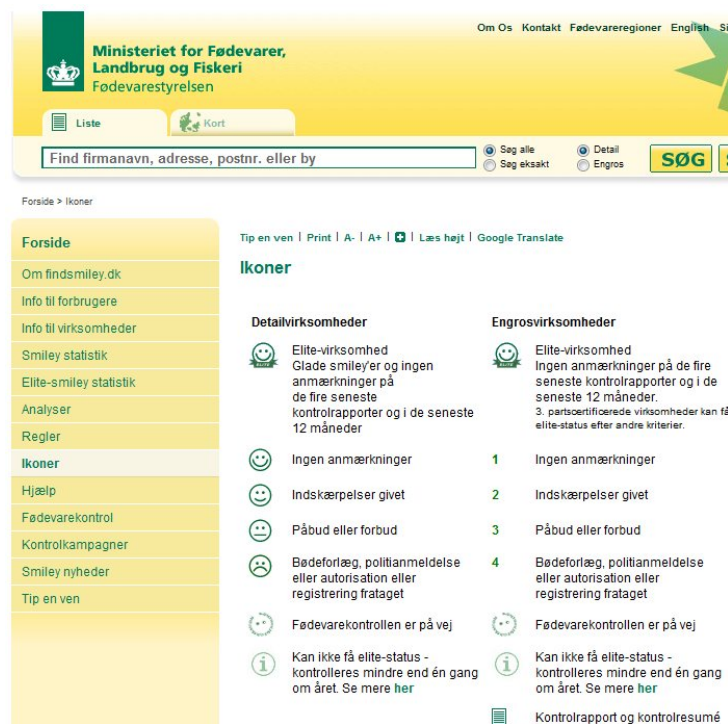 Om Os Kontakt Fødevareregioner English
Ministeriet for Fødevarer,
Landbrug og Fiskeri
Fødevarestyrelsen
Liste
Kort
Find firmanavn, adresse, postnr. eller by
Søg alle
Søg eksakt
Detail
Engros
SØG
Forside > Ikoner
Forside
Om findsmiley.dk
Info til forbrugere
Info til virksomheder
Smiley statistik
Elite-smiley statistik
Analyser
Regler
Ikoner
Hjælp
Fødevarekontrol
Kontrolkampagner
Smiley nyheder
Tip en ven
Tip en ven | Print | A- | A+ | Læs højt | Google Translate
Ikoner
Detailvirksomheder
ELITE
Elite-virksomhed
Glade smiley'er og ingen
anmærkninger på
de fire seneste
kontrolrapporter og i de seneste
12 måneder
Ingen anmærkninger
Indskærpelser givet
Påbud eller forbud
Bødeforlæg, politianmeldelse
eller autorisation eller
registrering frataget
Fødevarekontrollen er på vej
i
Kan ikke få elite-status -
kontrolleres mindre end én gang
om året. Se mere her
Engrosvirksomheder
ELITE
Elite-virksomhed
Ingen anmærkninger på de fire
seneste kontrolrapporter og i de
seneste 12 måneder.
3. partscertificerede virksomheder kan få
elite-status efter andre kriterier.
1 Ingen anmærkninger
2 Indskærpelser givet
3 Påbud eller forbud
4 Bødeforlæg, politianmeldelse
eller autorisation eller
registrering frataget
Fødevarekontrollen er på vej
i
Kan ikke få elite-status -
kontrolleres mindre end én gang
om året. Se mere her
Kontrolrapport og kontrolresumé